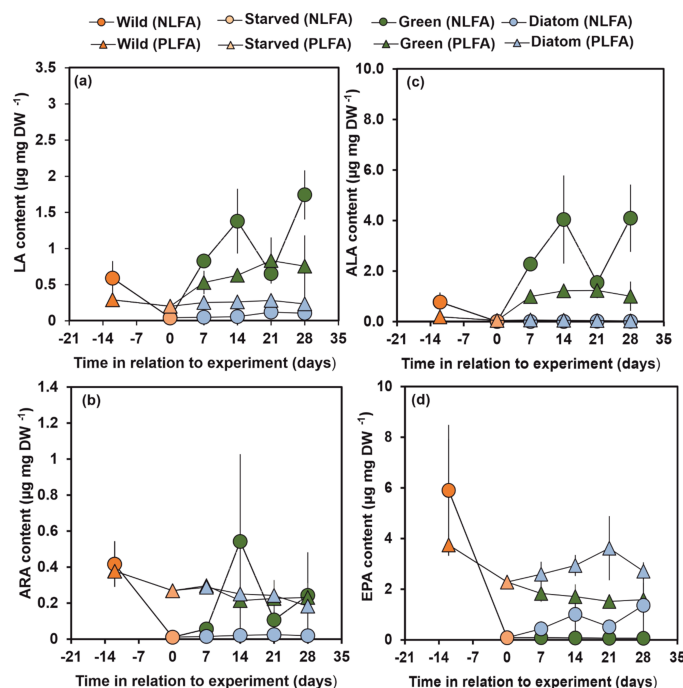 Wild (NLFA) Starved (NLFA) Green (NLFA) Diatom (NLFA)
Wild (PLFA) Starved (PLFA) Green (PLFA) Diatom (PLFA)
(a)
LA content (µg mg DW -1)
3.5
3
2.5
2
1.5
1
0.5
0
-21 -14 -7 0 7 14 21 28 35
Time in relation to experiment (days)
(c)
ALA content (µg mg DW -1)
10.0
8.0
6.0
4.0
2.0
0.0
-21 -14 -7 0 7 14 21 28 35
Time in relation to experiment (days)
(b)
ARA content (µg mg DW -1)
1.4
1.2
1
0.8
0.6
0.4
0.2
0
-21 -14 -7 0 7 14 21 28 35
Time in relation to experiment (days)
(d)
EPA content (µg mg DW -1)
10
8
6
4
2
0
-21 -14 -7 0 7 14 21 28 35
Time in relation to experiment (days)